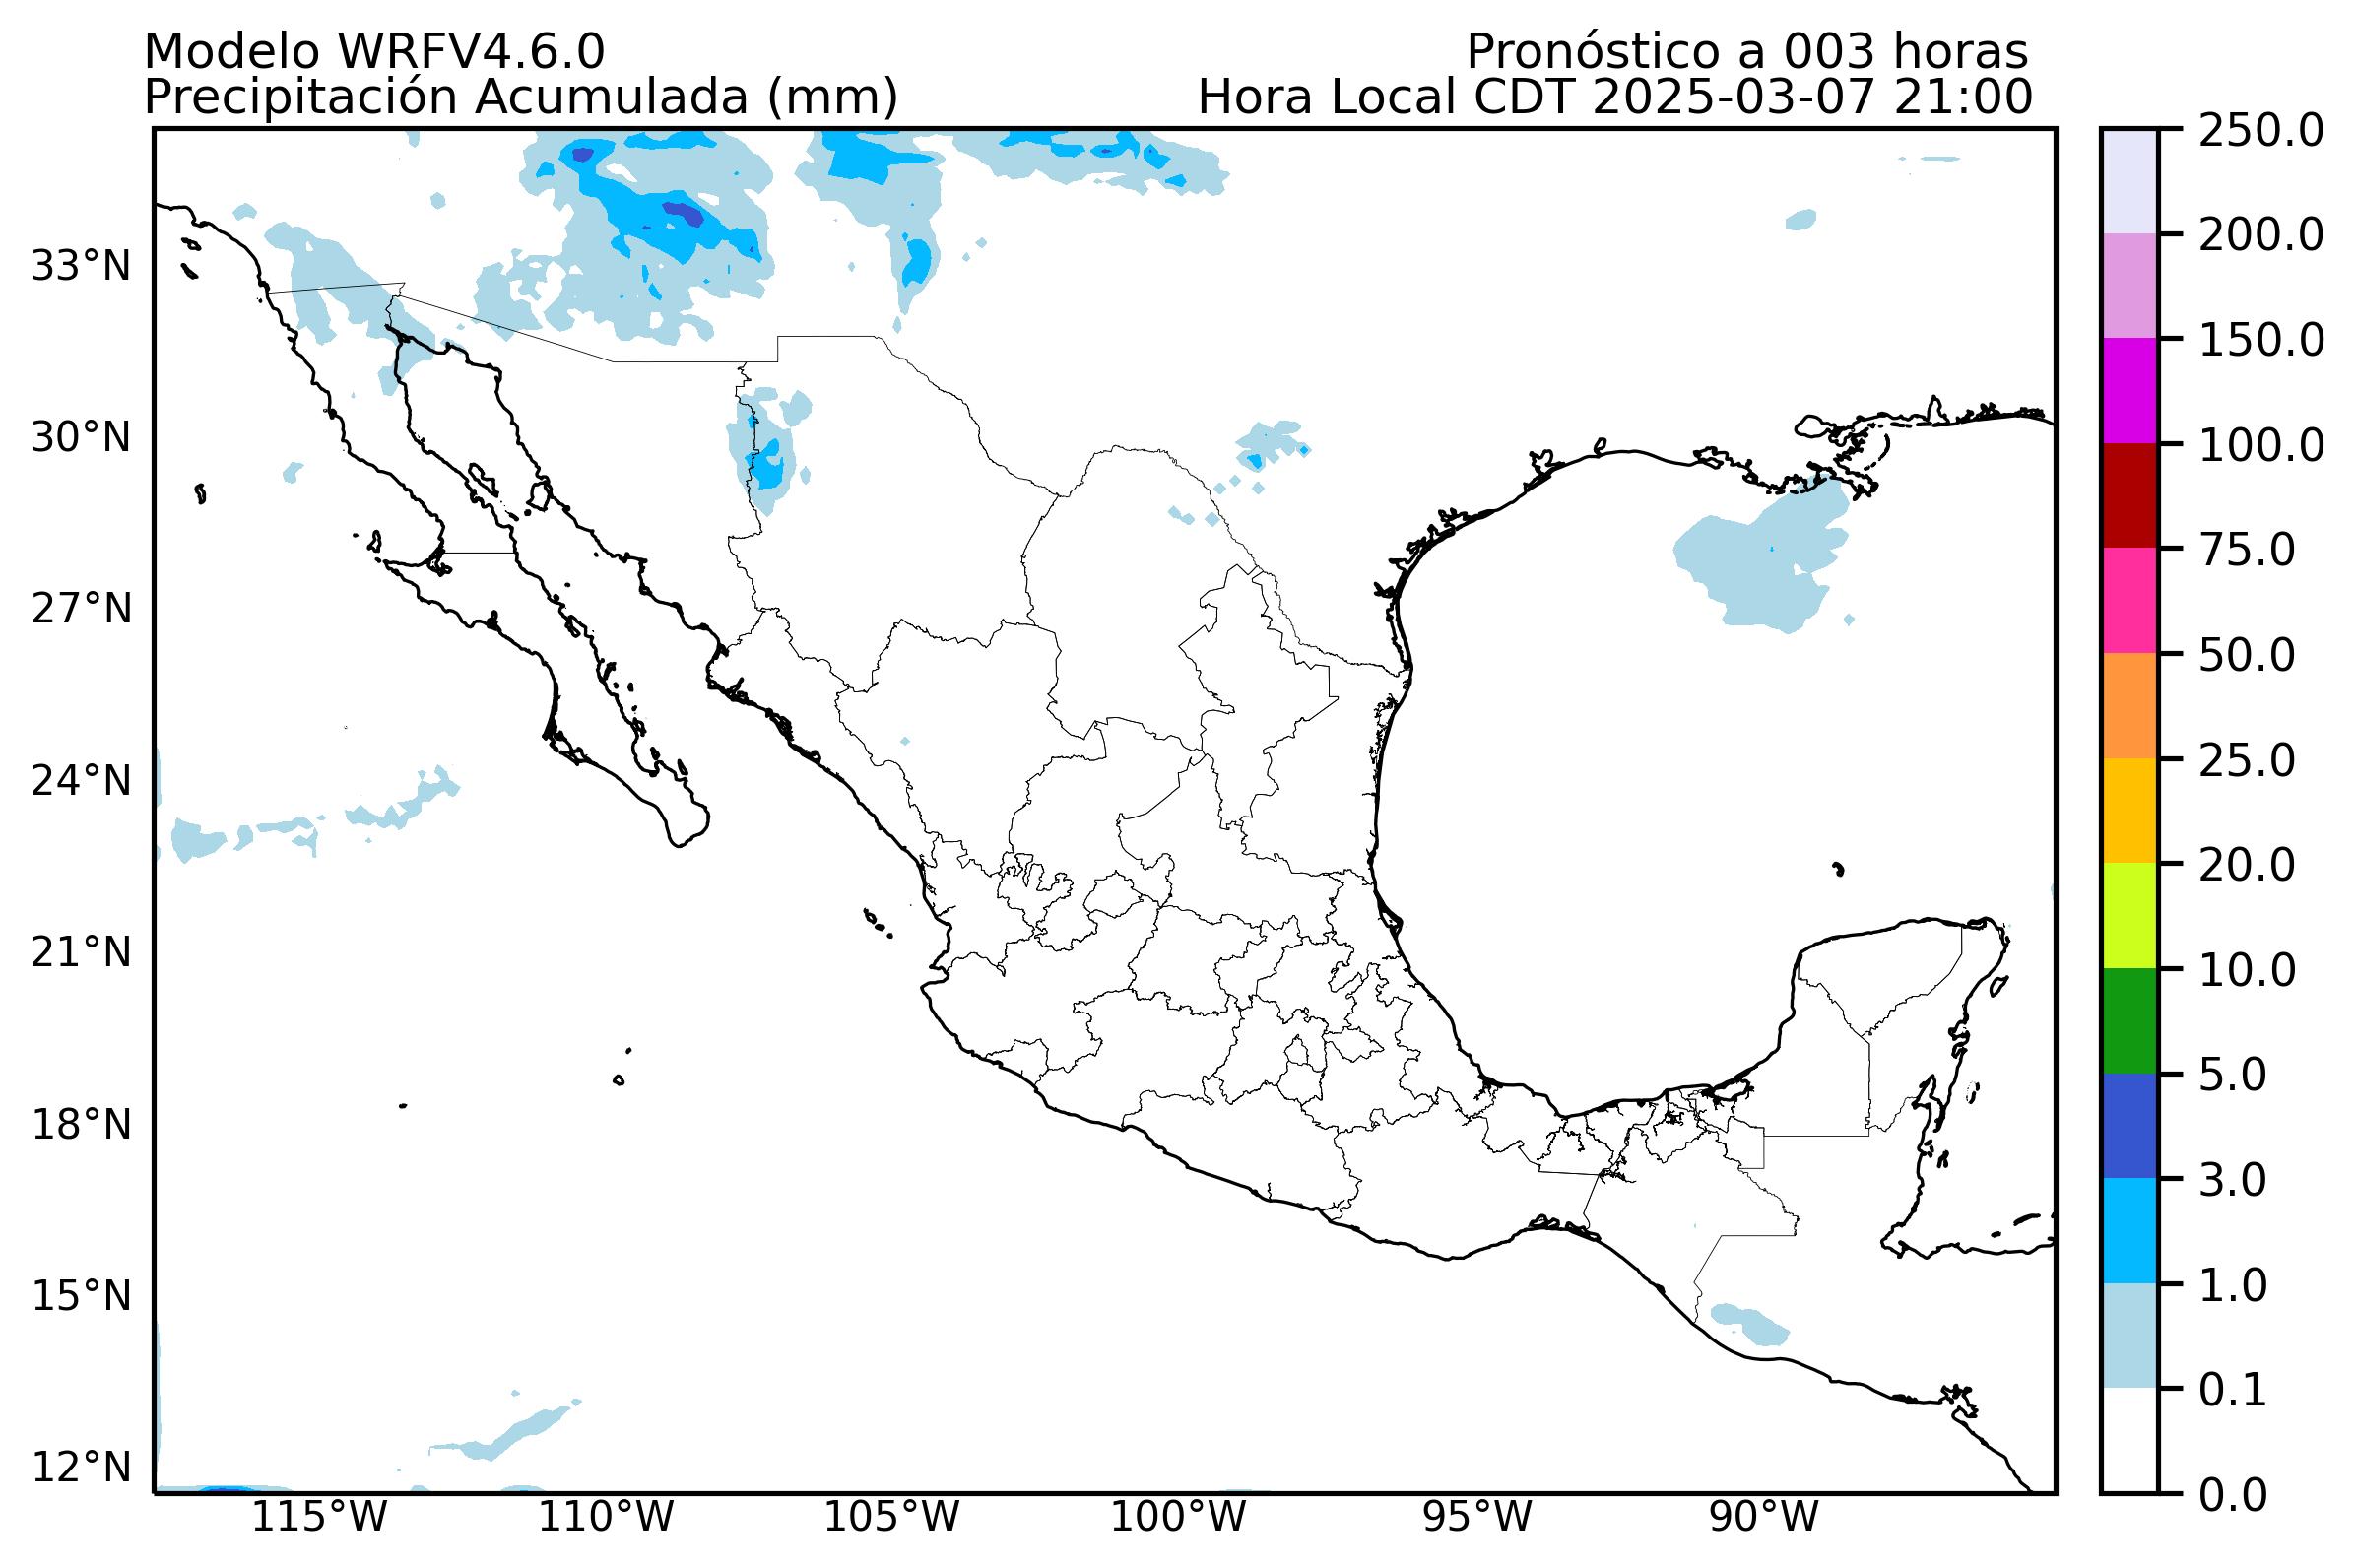 Modelo WRFV4.6.0
Pronóstico a 003 horas
Precipitación Acumulada (mm)
Hora Local CDT 2025-03-07 21:00
33°N
30°N
27°N
24°N
21°N
18°N
15°N
12°N
115°W
110°W
105°W
100°W
95°W
90°W
250.0
200.0
150.0
100.0
75.0
50.0
25.0
20.0
10.0
5.0
3.0
1.0
0.1
0.0